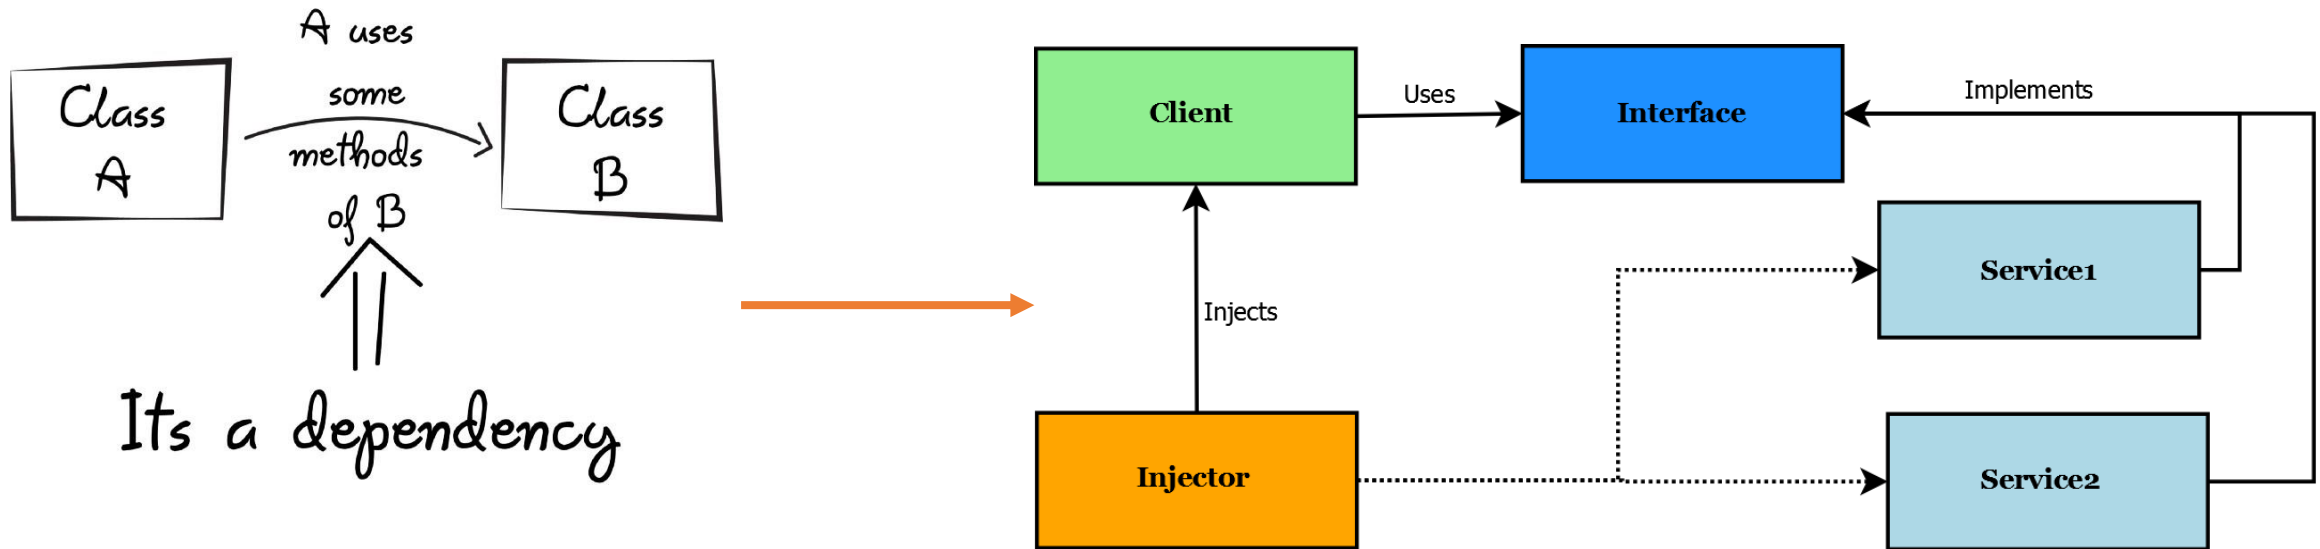 A uses
some
methods
of B
Class
A
Class
B
Its a dependency
Client
Uses
Interface
Implements
Service1
Injects
Injector
Service2